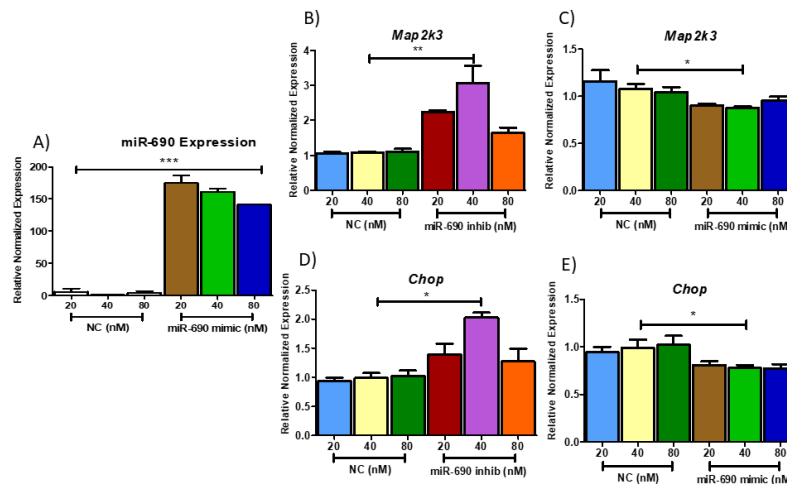 A)
miR-690 Expression
***
200
150
100
50
0
20 40 80 20 40 80
NC (nM) miR-690 mimic (nM)
B)
Map2k3
**
Relative Normalized Expression
4
3
2
1
0
20 40 80 20 40 80
NC (nM) miR-690 inhib (nM)
C)
Map2k3
*
Relative Normalized Expression
1.5
1.0
0.5
0.0
20 40 80 20 40 80
NC (nM) miR-690 mimic (nM)
D)
Chop
*
Relative Normalized Expression
2.5
2.0
1.5
1.0
0.5
0.0
20 40 80 20 40 80
NC (nM) miR-690 inhib (nM)
E)
Chop
*
Relative Normalized Expression
1.5
1.0
0.5
0.0
20 40 80 20 40 80
NC (nM) miR-690 mimic (nM)
Relative Normalized Expression